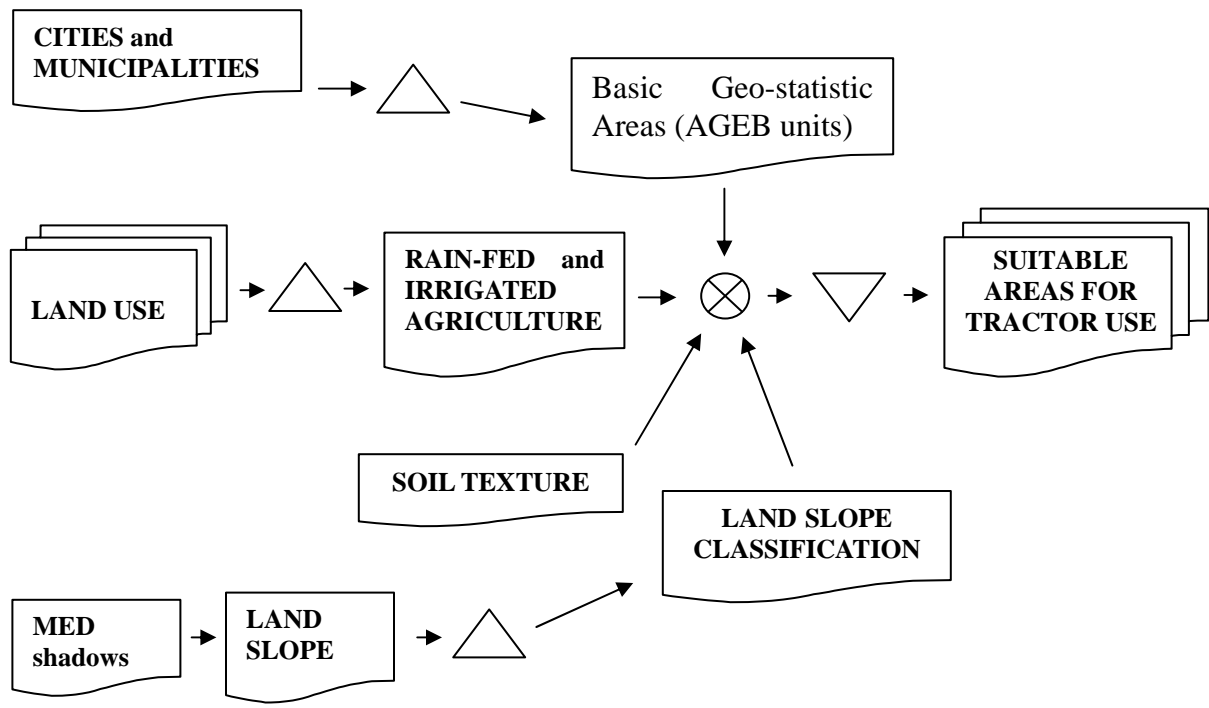 CITIES and
MUNICIPALITIES
Basic Geo-statistic
Areas (AGEB units)
LAND USE
RAIN-FED and
IRRIGATED
AGRICULTURE
SUITABLE
AREAS FOR
TRACTOR USE
SOIL TEXTURE
LAND SLOPE
CLASSIFICATION
MED
shadows
LAND
SLOPE